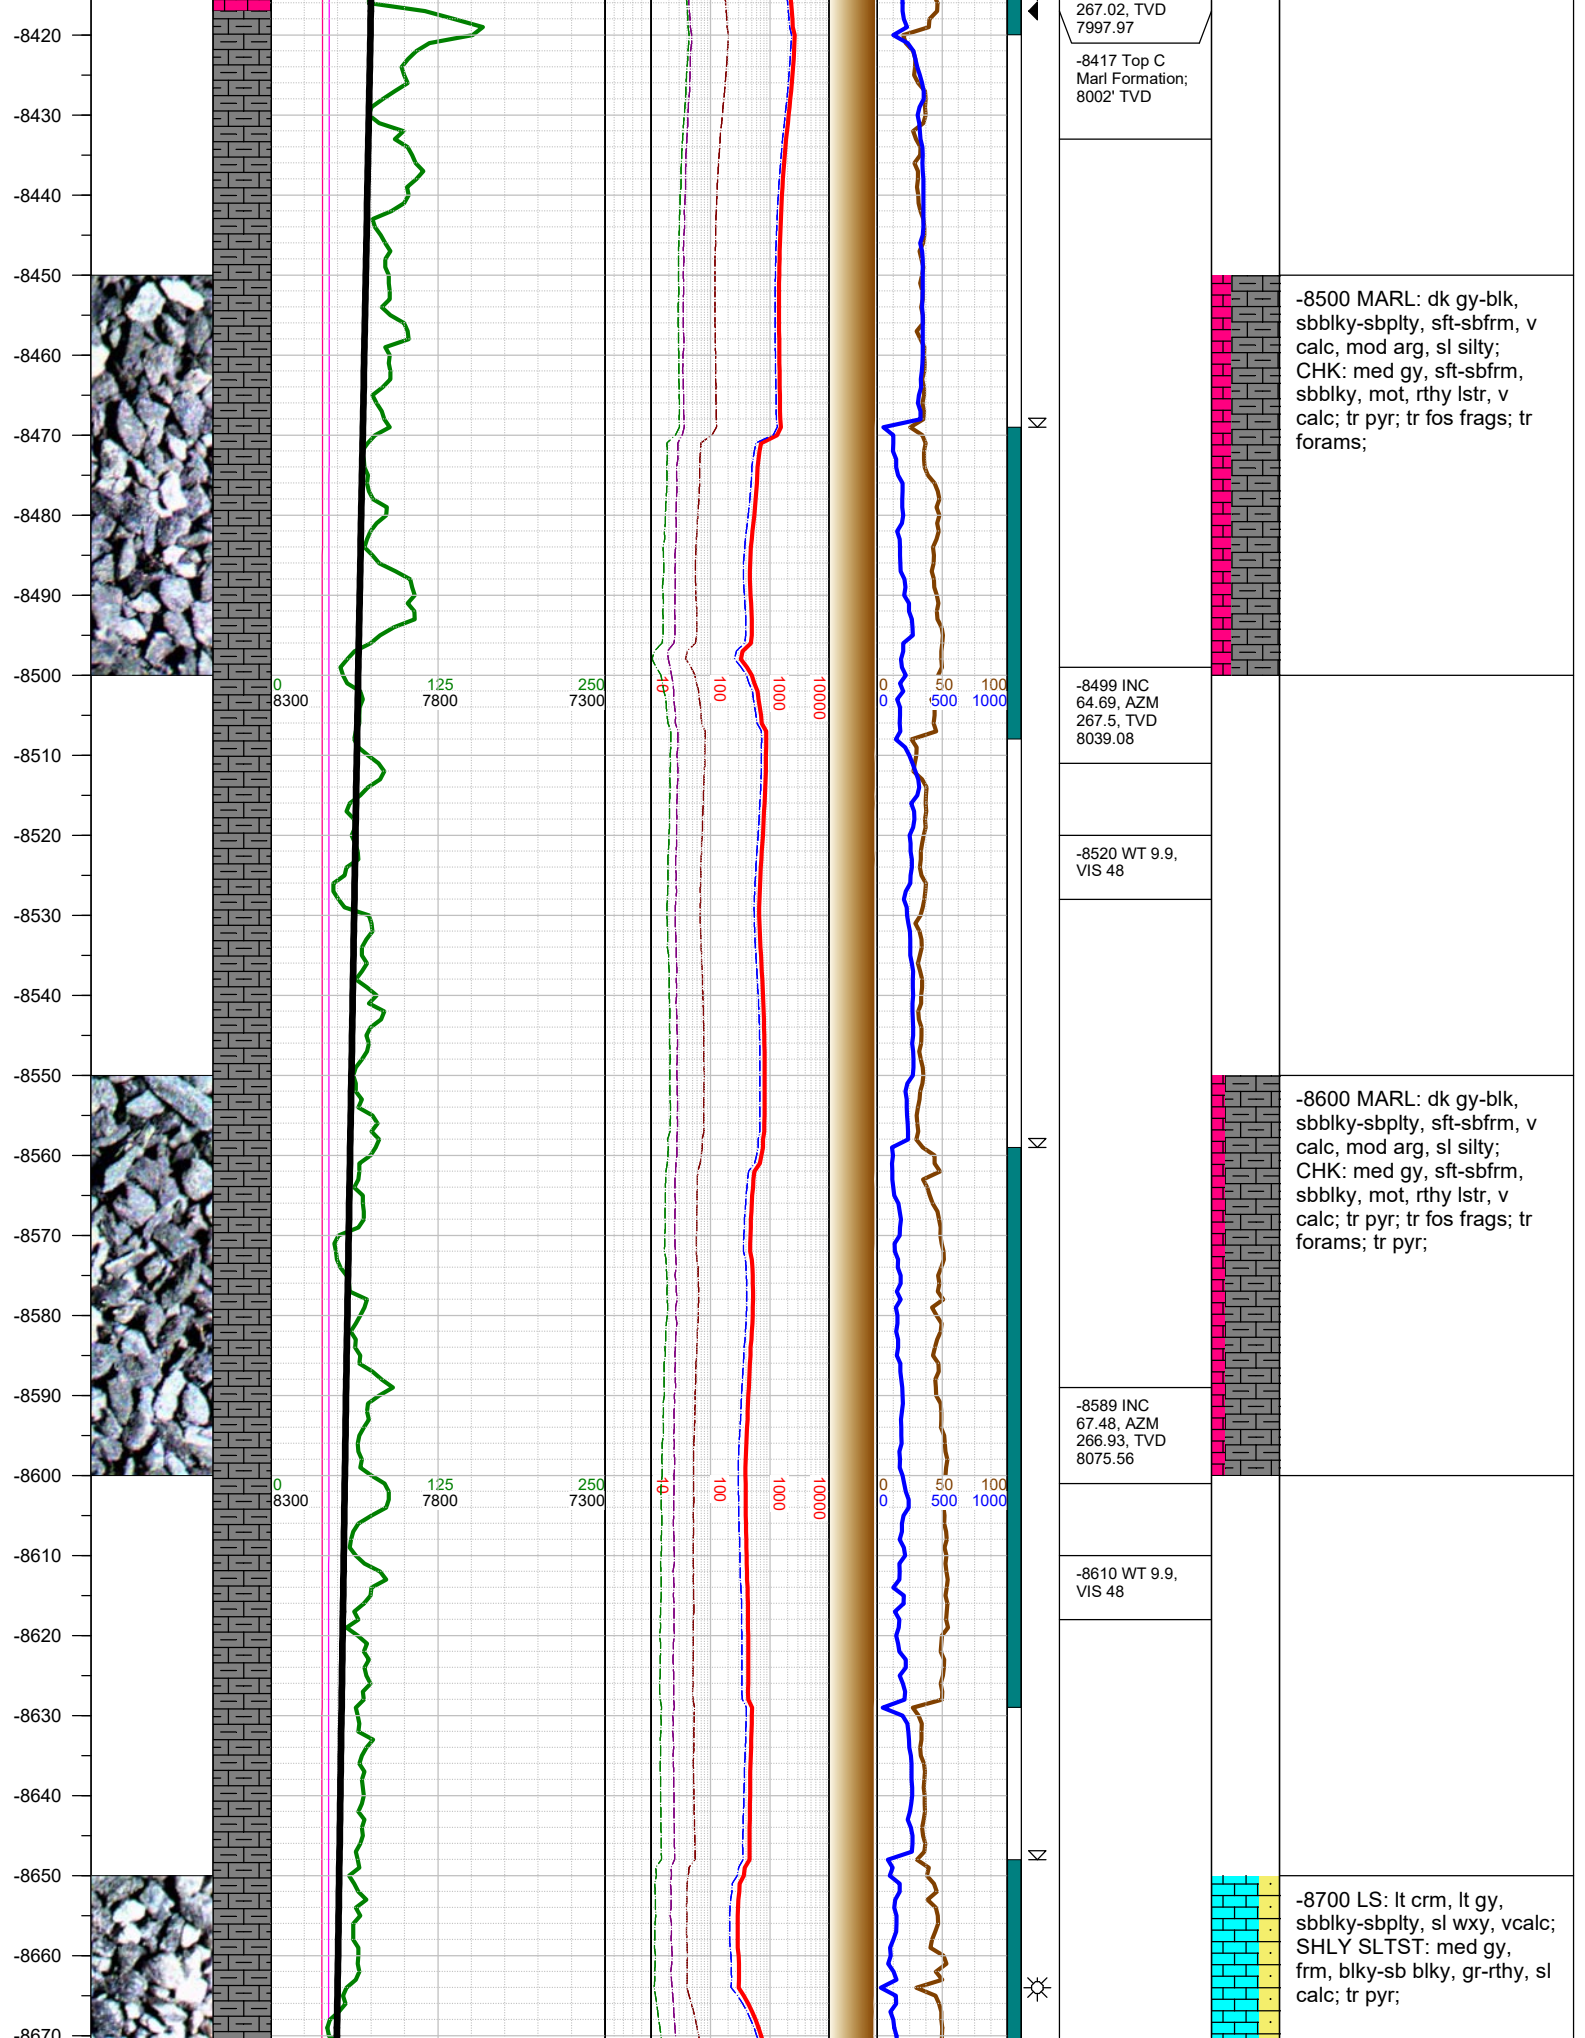 267.02, TVD
7997.97
-8417 Top C
Marl Formation;
8002' TVD
-8420
-8430
-8440
-8450
-8460
-8470
-8480
-8490
-8500
-8500 MARL: dk gy-blk,
sbblky-sbplty, sft-sbfrm, v
calc, mod arg, sl silty;
CHK: med gy, sft-sbfrm,
sbblky, mot, rthy lstr, v
calc; tr pyr; tr fos frags; tr
forams;
0 125 250 10 100 1000 10000 0 50 100
8300 7800 7300 0 500 1000
-8499 INC
64.69, AZM
267.5, TVD
8039.08
-8510
-8520
-8520 WT 9.9,
VIS 48
-8530
-8540
-8550
-8560
-8570
-8580
-8590
-8600
-8600 MARL: dk gy-blk,
sbblky-sbplty, sft-sbfrm, v
calc, mod arg, sl silty;
CHK: med gy, sft-sbfrm,
sbblky, mot, rthy lstr, v
calc; tr pyr; tr fos frags; tr
forams; tr pyr;
-8589 INC
67.48, AZM
266.93, TVD
8075.56
0 125 250 10 100 1000 10000 0 50 100
8300 7800 7300 0 500 1000
-8610
-8610 WT 9.9,
VIS 48
-8620
-8630
-8640
-8650
-8660
-8670
-8700 LS: lt crm, lt gy,
sbblky-sbplty, sl wxy, vcalc;
SHLY SLTST: med gy,
frm, blky-sb blky, gr-rthy, sl
calc; tr pyr;